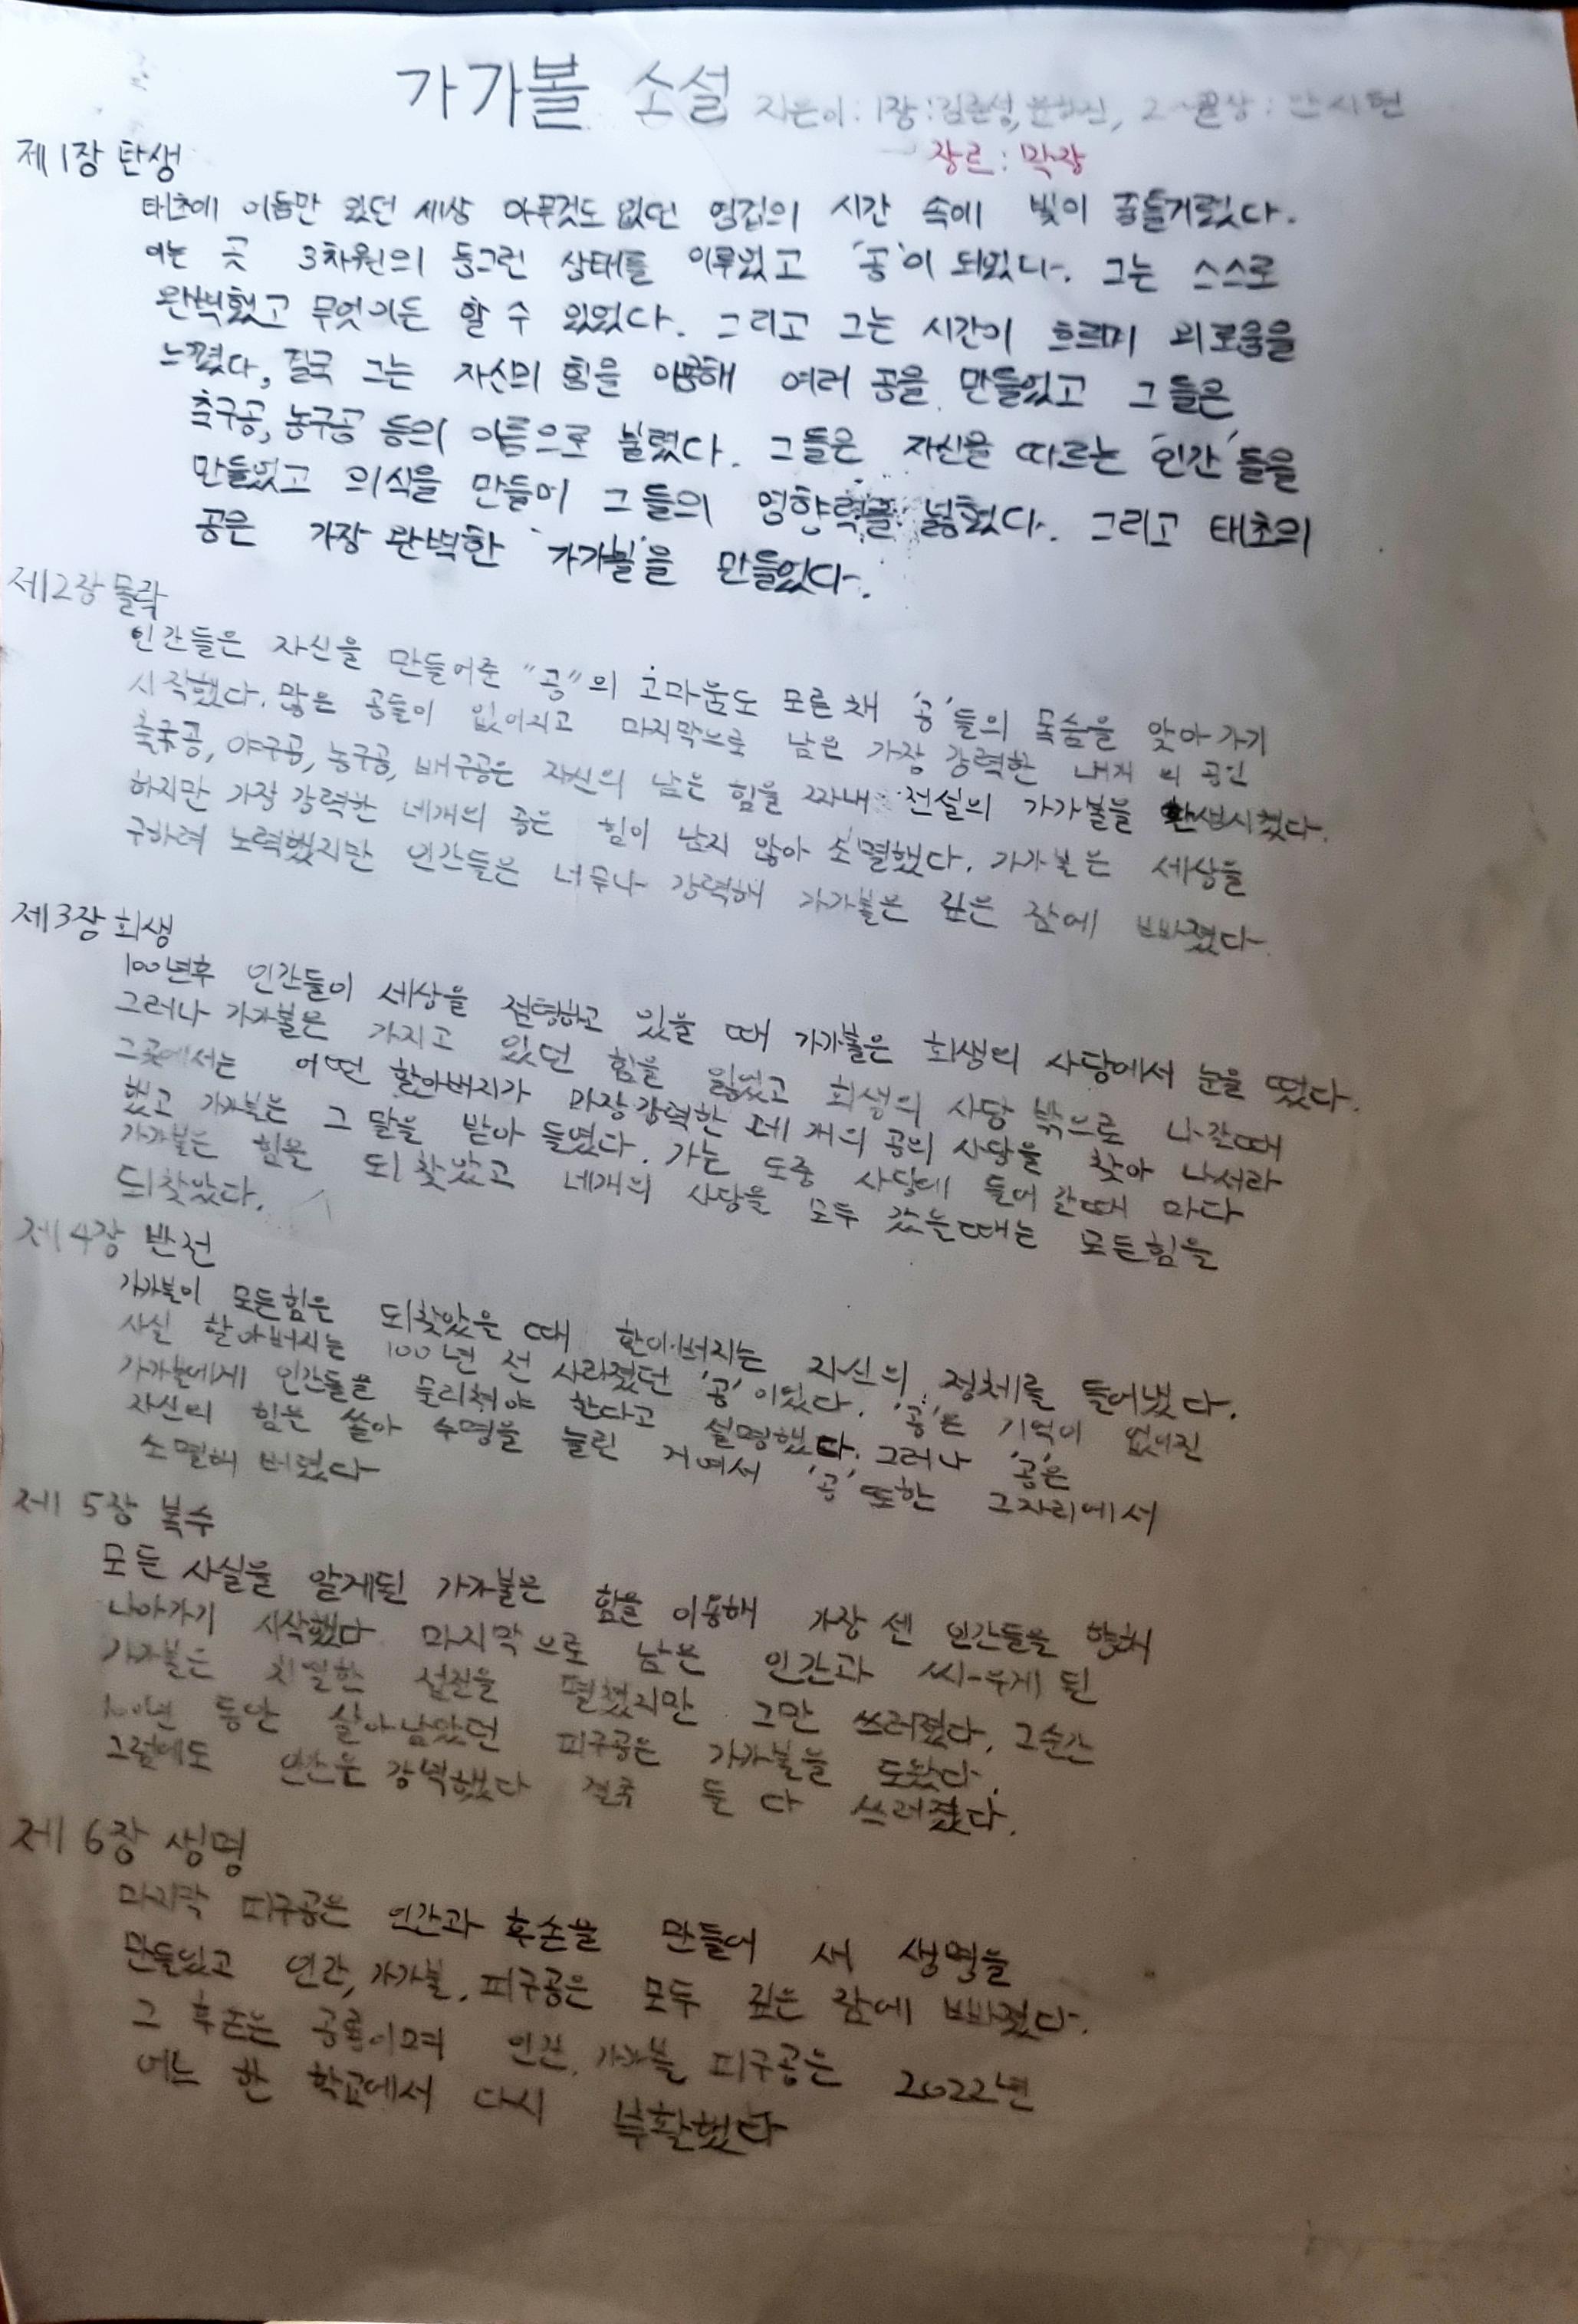 가가볼 소설 지은이 : 1장 : 김준성, 윤하진, 2~끝장 :
장르 : 막장
제1장 탄생
태초에 어둠만 있던 세상 아무것도 없던 영겁의 시간 속에 빛이 꿈틀거렸다.
이는 곳 3차원의 둥그런 상태를 이루었고 '공'이 되었다. 그는 스스로
완벽했고 무엇이든 할 수 있었다. 그리고 그는 시간이 흐르며 괴로움을
느꼈다, 결국 그는 자신의 힘을 이용해 여러 공을 만들었고 그들은
축구공, 농구공 등의 이름으로 불렸다. 그들은 자신을 따르는 '인간'들을
만들었고 의식을 만들어 그들의 영향력을 넓혔다. 그리고 태초의
공은 가장 완벽한 '가가볼'을 만들었다.
제2장 몰락
인간들은 자신을 만들어준 "공"의 고마움도 모른채 '공'들의 목숨을 앗아가기
시작했다. 많은 공들이 없어지고 마지막으로 남은 가장 강력한 네개의 공인
축구공, 야구공, 농구공, 배구공은 자신의 남은 힘을 짜내 전설의 가가볼을 탄생시켰다.
하지만 가장 강력한 네개의 공은 힘이 남지 않아 소멸했다. 가가볼은 세상을
구하려 노력했지만 인간들은 너무나 강력해 가가볼은 깊은 잠에 빠졌다.
제3장 회생
100년후 인간들이 세상을 점령하고 있을 때 가가볼은 회생의 사당에서 눈을 떴다.
그러나 가가볼은 가지고 있던 힘을 잃었고 회생의 사당 밖으로 나간때
그곳에서는 어떤 할아버지가 가장강력한 네개의 공의 사당을 찾아 나서라
했고 가가볼은 그 말을 받아 들였다. 가는 도중 사당에 들어 갈때 마다
가가볼은 힘을 되찾았고 네개의 사당을 모두 갔을때는 모든힘을
되찾았다.
제4장 반전
가가볼이 모든힘은 되찾았을 때 할아버지는 자신의 정체를 들어냈다.
사실 할아버지는 100년 전 사라졌던 '공'이었다. '공'은 기억이 없어진
가가볼에게 인간들을 물리쳐야 한다고 설명했다. 그러나 '공'은
자신의 힘은 쏟아 수명을 늘린 거여서 '공'또한 그자리에서
소멸해 버렸다
제 5장 복수
모든 사실을 알게된 가가볼은 힘을 이용해 가장 센 인간들을 향해
나아가기 시작했다 마지막으로 남은 인간과 싸우게 된
가가볼은 치열한 접전을 펼쳤지만 그만 쓰러졌다. 그순간
100년 동안 살아남았던 피구공은 가가볼을 도왔다.
그럼에도 인간은 강력했다 결국 둘 다 쓰러졌다.
제 6장 생명
마지막 피구공은 인간과 후손을 만들어 새 생명을
만들었고 인간, 가가볼, 피구공은 모두 깊은 잠에 빠졌다.
그 후손은 공룡이며 인간, 가가볼, 피구공은 2022년
어느 한 학교에서 다시 부활했다